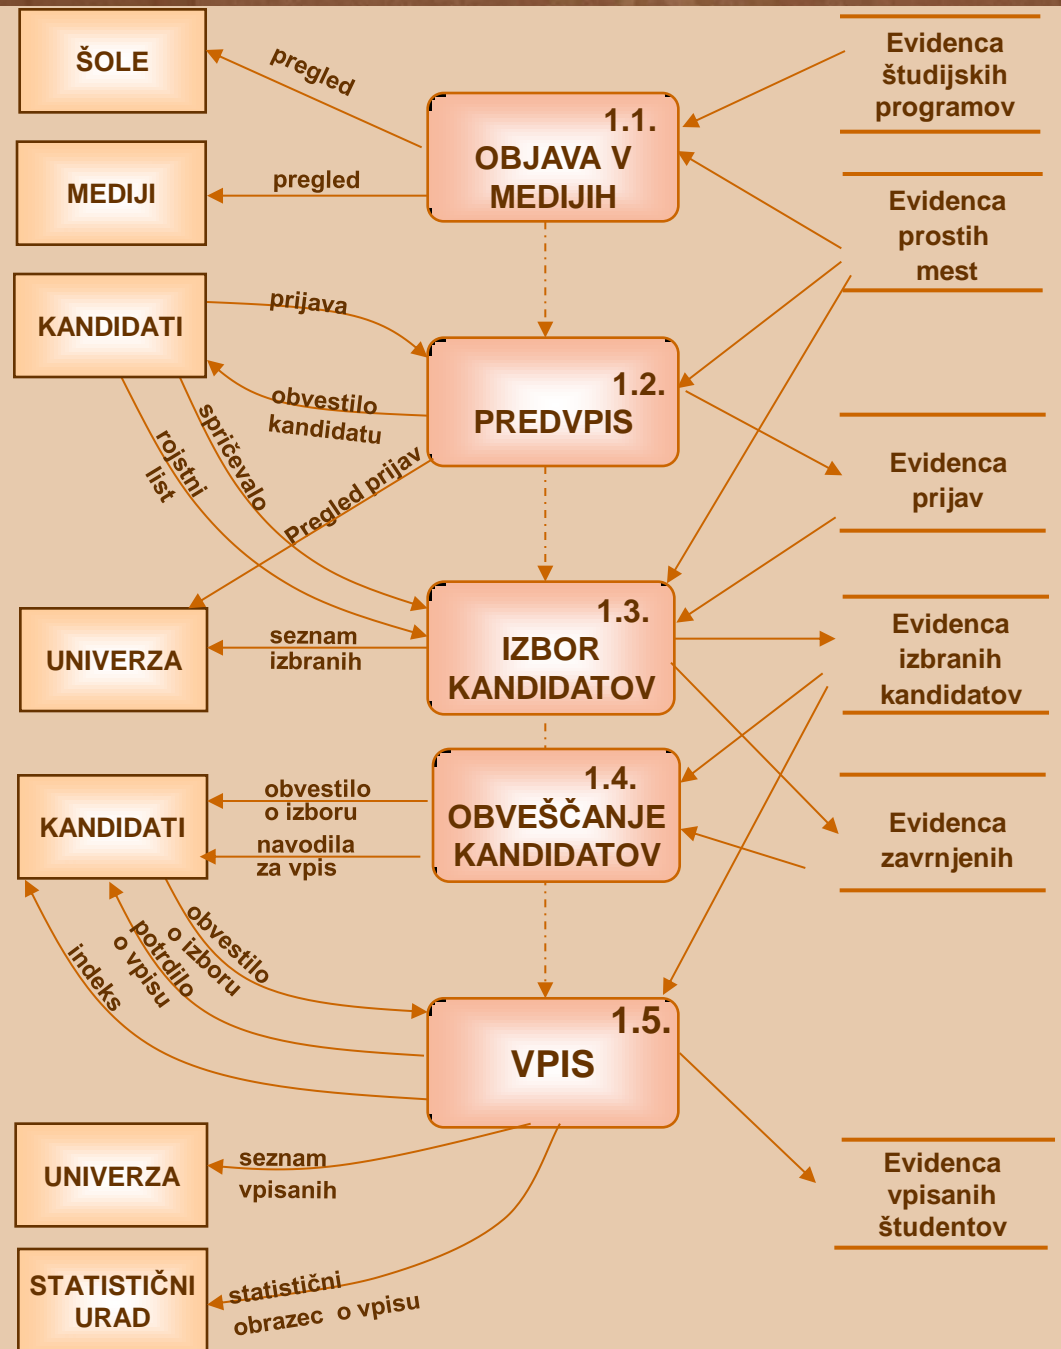 ŠOLE
pregled
1.1.
OBJAVA V
MEDIJIH
Evidenca
študijskih
programov
MEDIJI
pregled
Evidenca
prostih
mest
KANDIDATI
prijava
obvestilo
kandidatu
1.2.
PREDVPIS
spričevalo
rojstni
list
Pregled prijav
Evidenca
prijav
UNIVERZA
seznam
izbranih
1.3.
IZBOR
KANDIDATOV
Evidenca
izbranih
kandidatov
KANDIDATI
obvestilo
o izboru
navodila
za vpis
1.4.
OBVEŠČANJE
KANDIDATOV
Evidenca
zavrnjenih
obvestilo
o izboru
potrdilo
o vpisu
indeks
1.5.
VPIS
UNIVERZA
seznam
vpisanih
Evidenca
vpisanih
študentov
STATISTIČNI
URAD
statistični
obrazec o vpisu